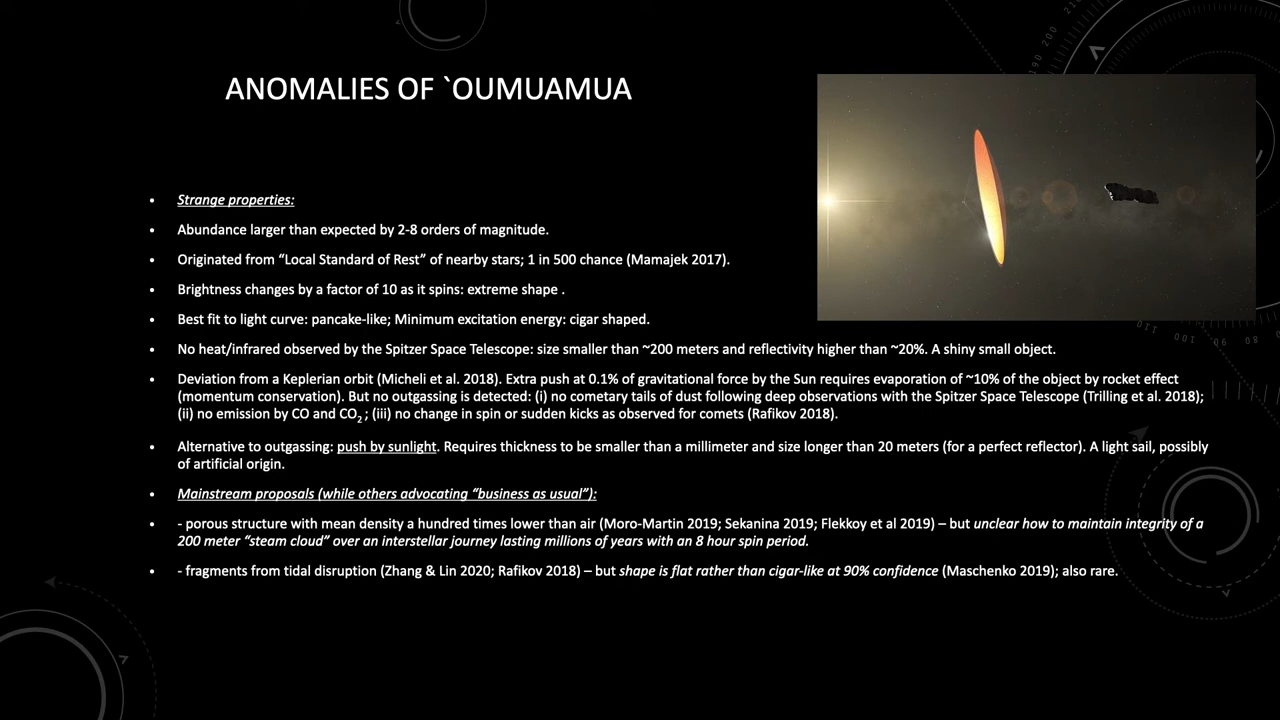 ANOMALIES OF `OUMUAMUA
• Strange properties:
• Abundance larger than expected by 2-8 orders of magnitude.
• Originated from “Local Standard of Rest” of nearby stars; 1 in 500 chance (Mamajek 2017).
• Brightness changes by a factor of 10 as it spins: extreme shape .
• Best fit to light curve: pancake-like; Minimum excitation energy: cigar shaped.
• No heat/infrared observed by the Spitzer Space Telescope: size smaller than ~200 meters and reflectivity higher than ~20%. A shiny small object.
• Deviation from a Keplerian orbit (Micheli et al. 2018). Extra push at 0.1% of gravitational force by the Sun requires evaporation of ~10% of the object by rocket effect
(momentum conservation). But no outgassing is detected: (i) no cometary tails of dust following deep observations with the Spitzer Space Telescope (Trilling et al. 2018);
(ii) no emission by CO and CO2 ; (iii) no change in spin or sudden kicks as observed for comets (Rafikov 2018).
• Alternative to outgassing: push by sunlight. Requires thickness to be smaller than a millimeter and size longer than 20 meters (for a perfect reflector). A light sail, possibly
of artificial origin.
• Mainstream proposals (while others advocating “business as usual”):
• - porous structure with mean density a hundred times lower than air (Moro-Martin 2019; Sekanina 2019; Flekkoy et al 2019) – but unclear how to maintain integrity of a
200 meter “steam cloud” over an interstellar journey lasting millions of years with an 8 hour spin period.
• - fragments from tidal disruption (Zhang & Lin 2020; Rafikov 2018) – but shape is flat rather than cigar-like at 90% confidence (Maschenko 2019); also rare.
190 200
110 100 90 80